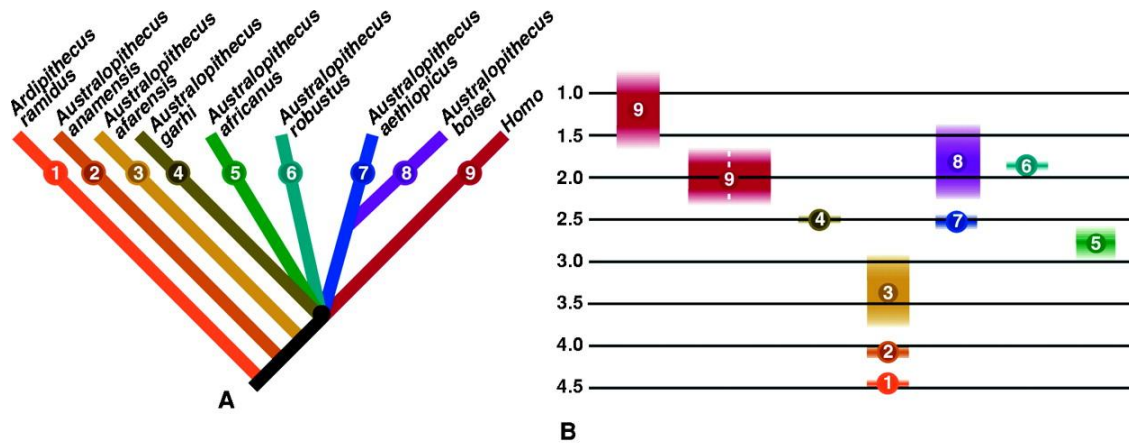 Ardipithecus
ramidus
Australopithecus
anamensis
Australopithecus
afarensis
Australopithecus
garhi
Australopithecus
africanus
Australopithecus
robustus
Australopithecus
aethiopicus
Australopithecus
boisei
Homo
1
2
3
4
5
6
7
8
9
A
1.0
9
1.5
8
6
2.0
9
2.5
4
7
5
3.0
3
3.5
4.0
2
4.5
1
B